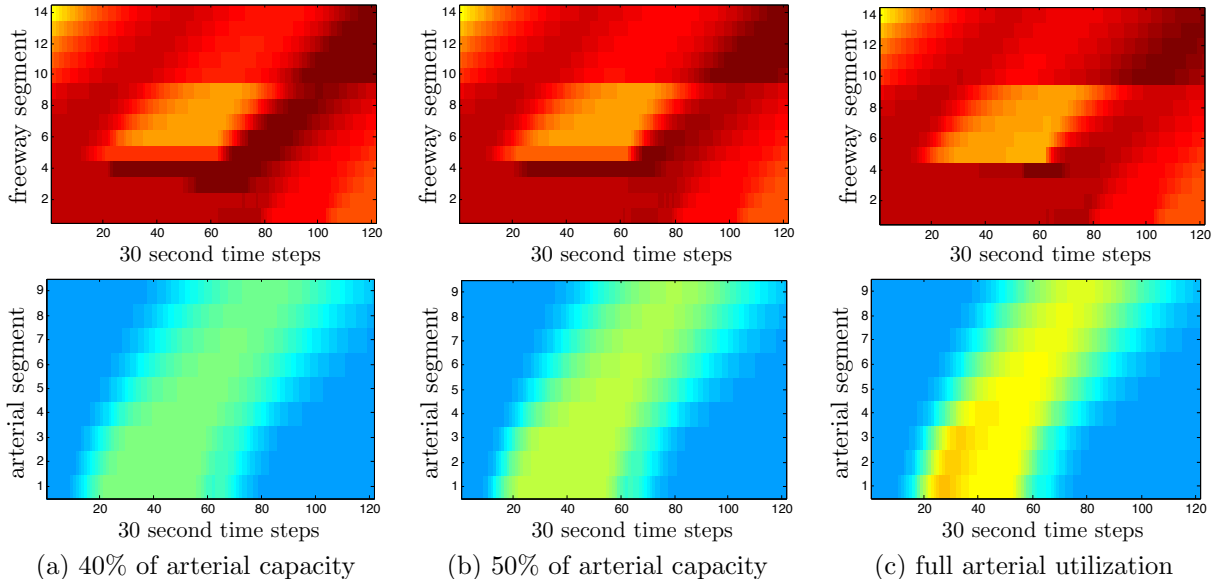 freeway segment
14
12
10
8
6
4
2
20 40 60 80 100 120
30 second time steps
14
12
10
8
6
4
2
20 40 60 80 100 120
30 second time steps
freeway segment
14
12
10
8
6
4
2
20 40 60 80 100 120
30 second time steps
freeway segment
arterial segment
9
8
7
6
5
4
3
2
1
20 40 60 80 100 120
30 second time steps
arterial segment
9
8
7
6
5
4
3
2
1
20 40 60 80 100 120
30 second time steps
arterial segment
9
8
7
6
5
4
3
2
1
20 40 60 80 100 120
30 second time steps
(a) 40% of arterial capacity
(b) 50% of arterial capacity
(c) full arterial utilization